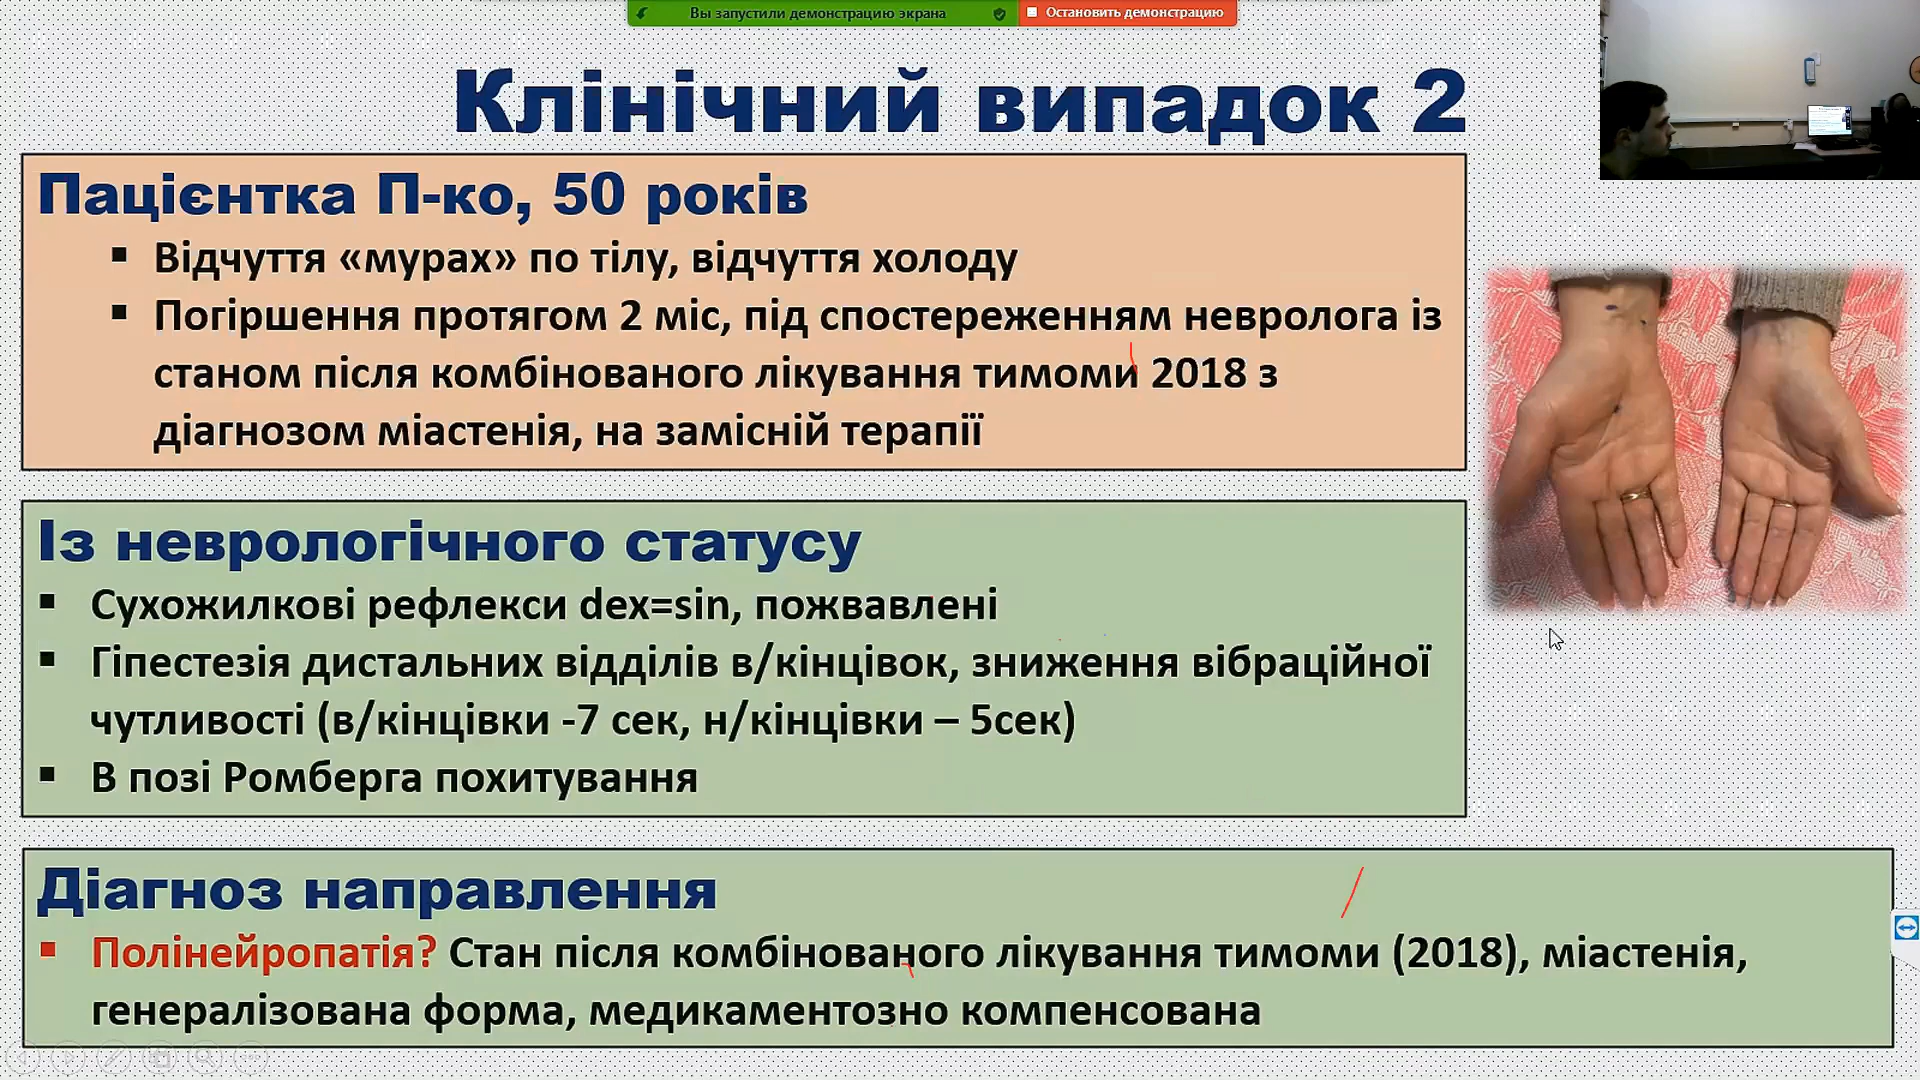 Вы запустили демонстрацию экрана
Остановить демонстрацию
Клінічний випадок 2
Пацієнтка П-ко, 50 років
Відчуття «мурах» по тілу, відчуття холоду
Погіршення протягом 2 міс, під спостереженням невролога із
станом після комбінованого лікування тимоми 2018 з
діагнозом міастенія, на замісній терапії
Із неврологічного статусу
Сухожилкові рефлекси dex=sin, пожвавлені
Гіпестезія дистальних відділів в/кінцівок, зниження вібраційної
чутливості (в/кінцівки -7 сек, н/кінцівки – 5сек)
В позі Ромберга похитування
Діагноз направлення
Полінейропатія? Стан після комбінованого лікування тимоми (2018), міастенія,
генералізована форма, медикаментозно компенсована